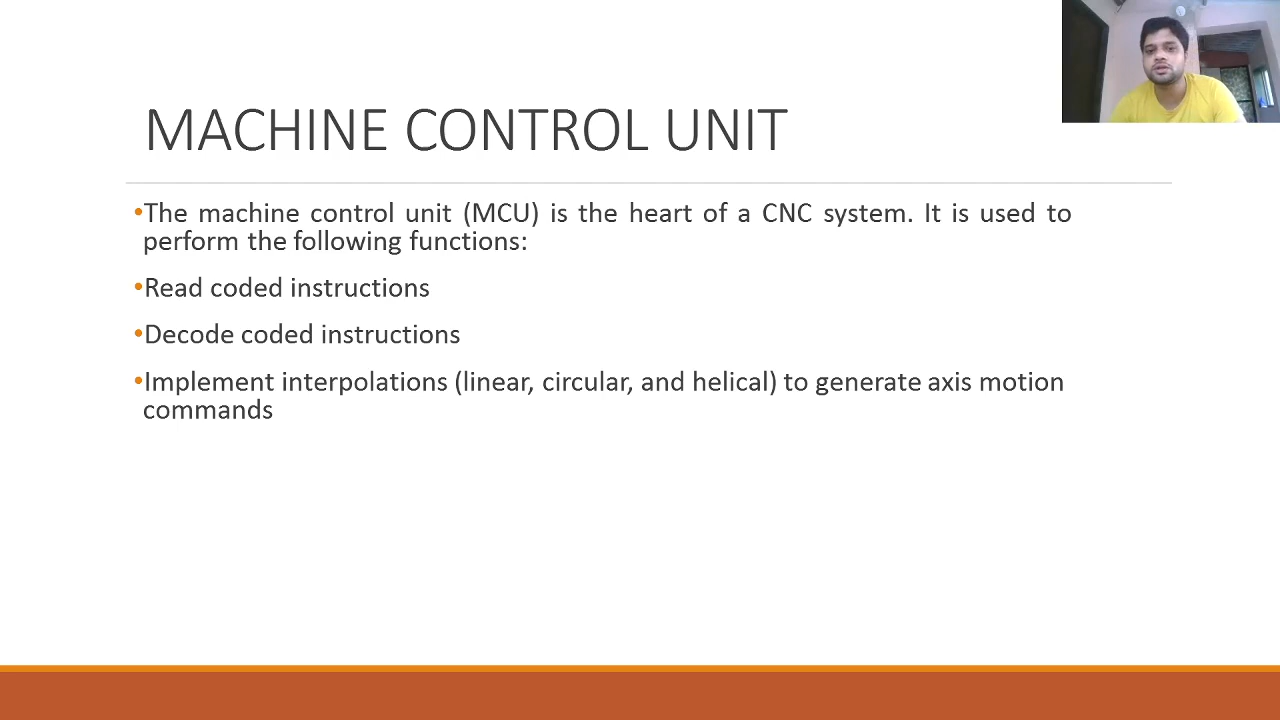 MACHINE CONTROL UNIT
•The machine control unit (MCU) is the heart of a CNC system. It is used to
perform the following functions:
•Read coded instructions
•Decode coded instructions
•Implement interpolations (linear, circular, and helical) to generate axis motion
commands